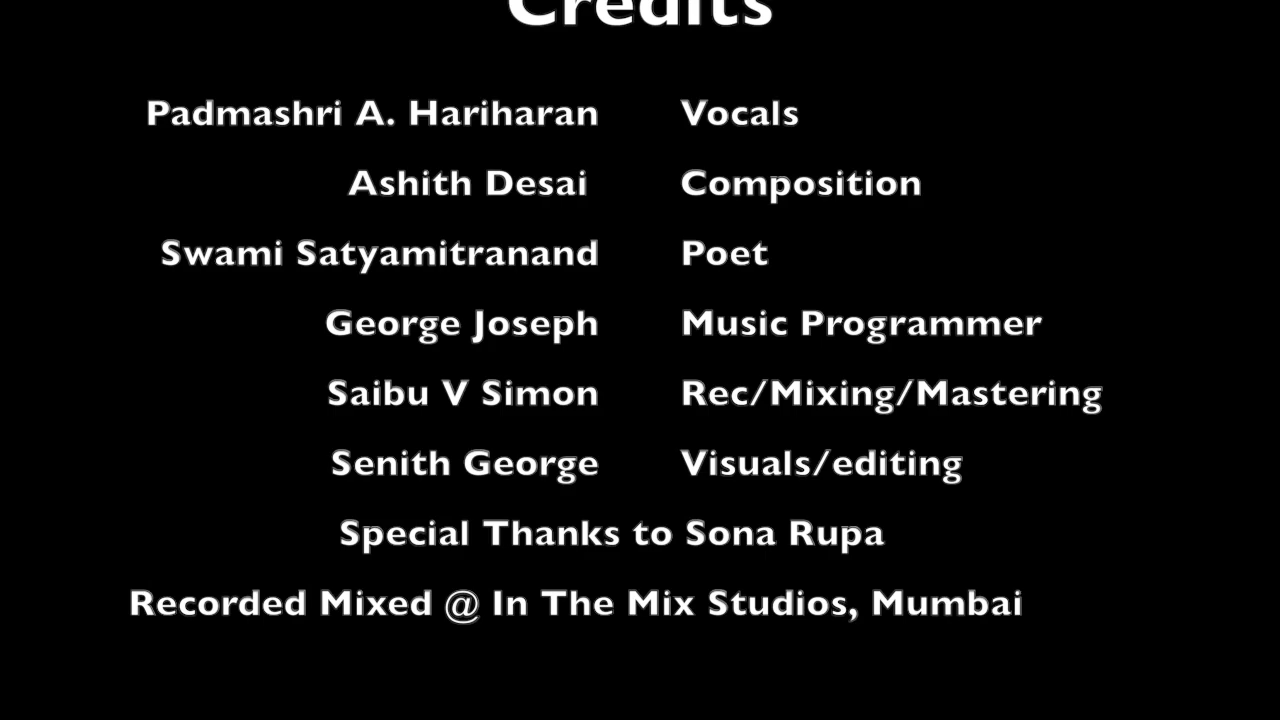 Credits
Padmashri A. Hariharan Vocals
Ashith Desai Composition
Swami Satyamitranand Poet
George Joseph Music Programmer
Saibu V Simon Rec/Mixing/Mastering
Senith George Visuals/editing
Special Thanks to Sona Rupa
Recorded Mixed @ In The Mix Studios, Mumbai